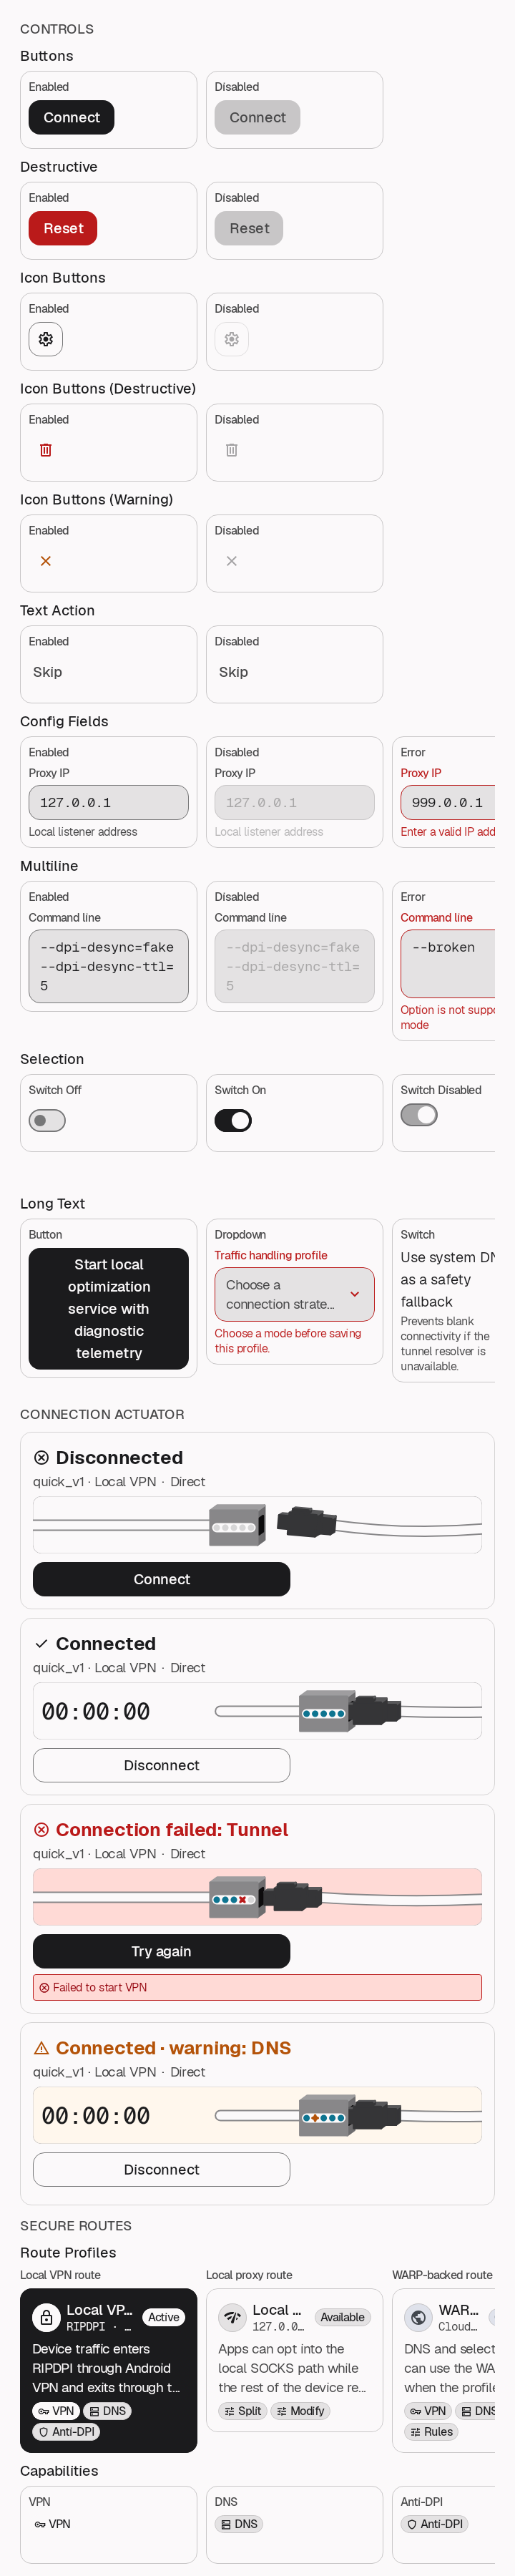 CONTROLS
Buttons
Enabled
Connect
Disabled
Connect
Destructive
Enabled
Reset
Disabled
Reset
Icon Buttons
Enabled
Disabled
Icon Buttons (Destructive)
Enabled
Disabled
Icon Buttons (Warning)
Enabled
Disabled
Text Action
Enabled
Skip
Disabled
Skip
Config Fields
Enabled
Proxy IP
127.0.0.1
Local listener address
Disabled
Proxy IP
127.0.0.1
Local listener address
Error
Proxy IP
999.0.0.1
Enter a valid IP add
Multiline
Enabled
Command line
--dpi-desync=fake
--dpi-desync-ttl=
5
Disabled
Command line
--dpi-desync=fake
--dpi-desync-ttl=
5
Error
Command line
--broken
Option is not suppo
mode
Selection
Switch Off
Switch On
Switch Disabled
Long Text
Button
Start local
optimization
service with
diagnostic
telemetry
Dropdown
Traffic handling profile
Choose a
connection strate...
Choose a mode before saving
this profile.
Switch
Use system DN
as a safety
fallback
Prevents blank
connectivity if the
tunnel resolver is
unavailable.
CONNECTION ACTUATOR
Disconnected
quick_v1 · Local VPN · Direct
Connect
Connected
quick_v1 · Local VPN · Direct
00:00:00
Disconnect
Connection failed: Tunnel
quick_v1 · Local VPN · Direct
Try again
Failed to start VPN
Connected · warning: DNS
quick_v1 · Local VPN · Direct
00:00:00
Disconnect
SECURE ROUTES
Route Profiles
Local VPN route
Local VP...
RIPDPI · …
Active
Device traffic enters
RIPDPI through Android
VPN and exits through t...
VPN
DNS
Anti-DPI
Local proxy route
Local ...
127.0.0…
Available
Apps can opt into the
local SOCKS path while
the rest of the device re...
Split
Modify
WARP-backed route
WAR...
Cloud…
DNS and select
can use the WA
when the profile
VPN
DNS
Rules
Capabilities
VPN
VPN
DNS
DNS
Anti-DPI
Anti-DPI